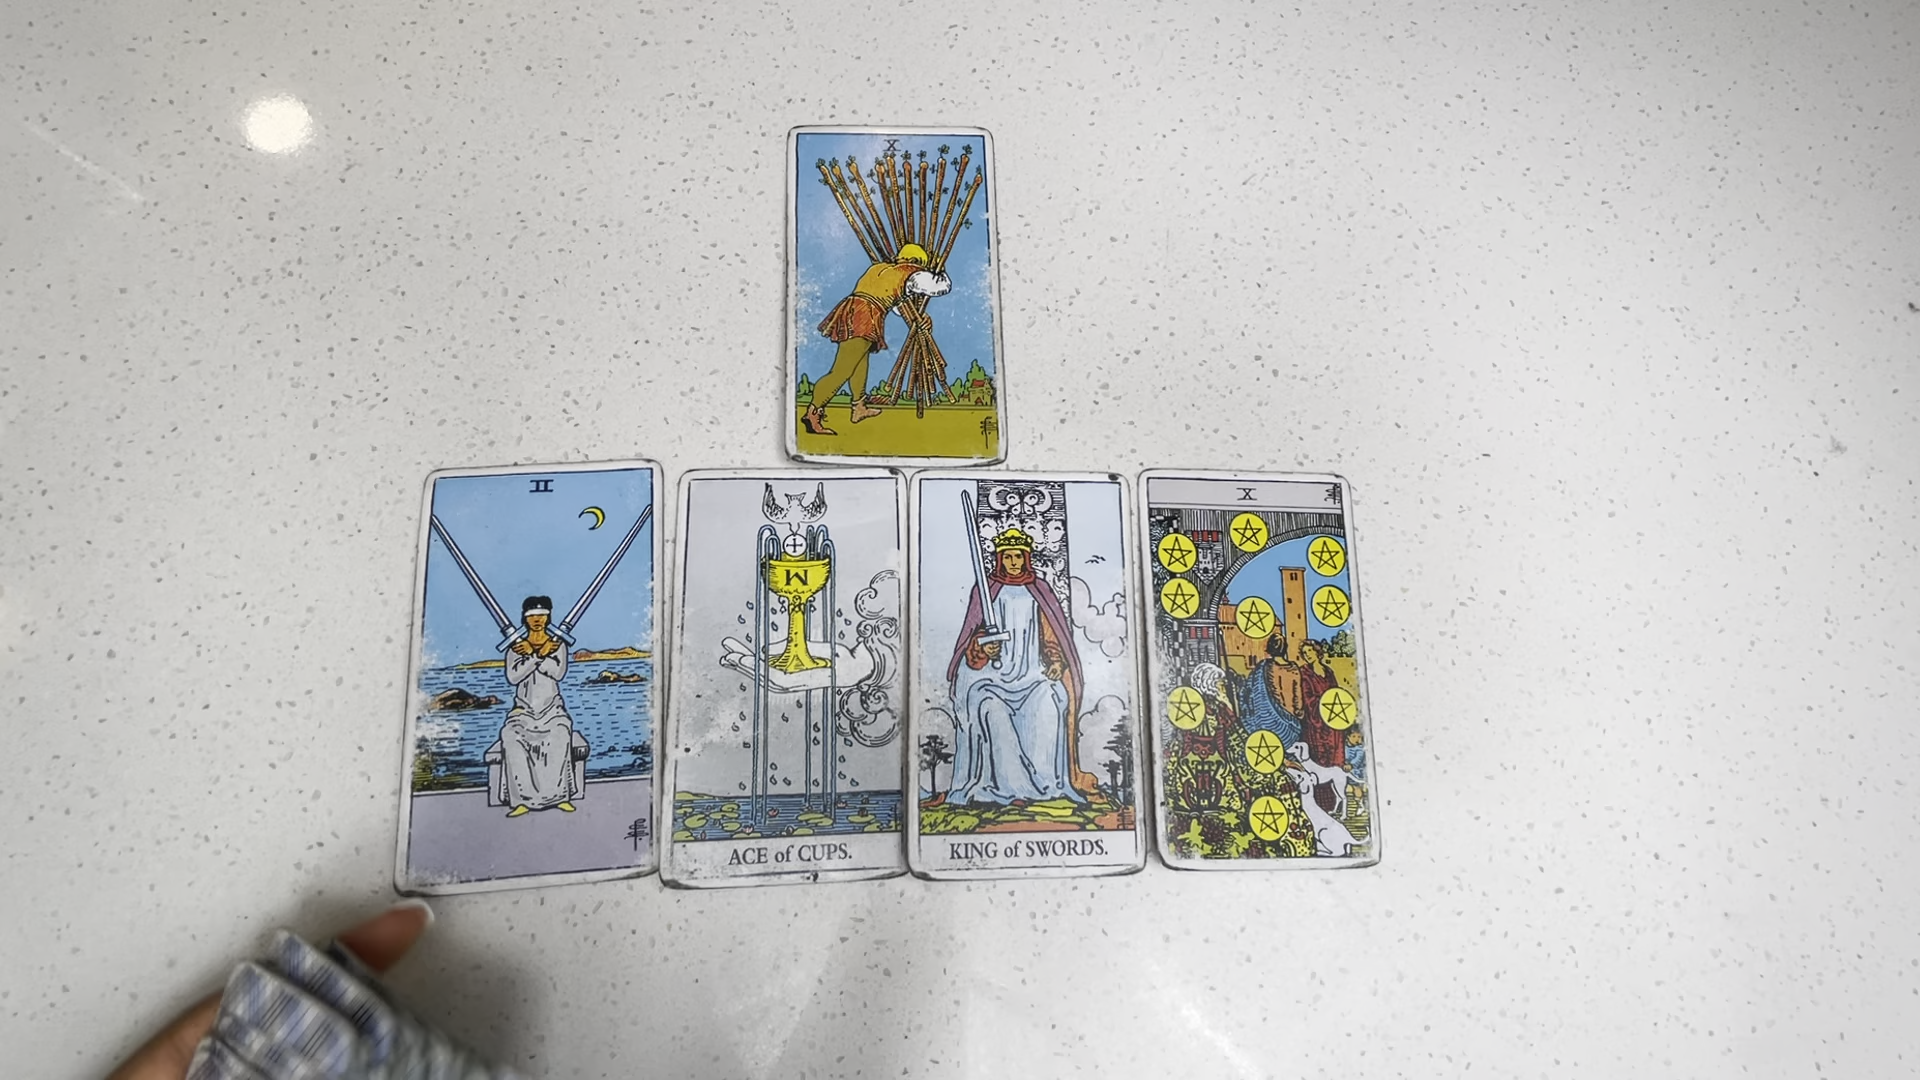 X
II
X
W
ACE of CUPS.
KING of SWORDS.